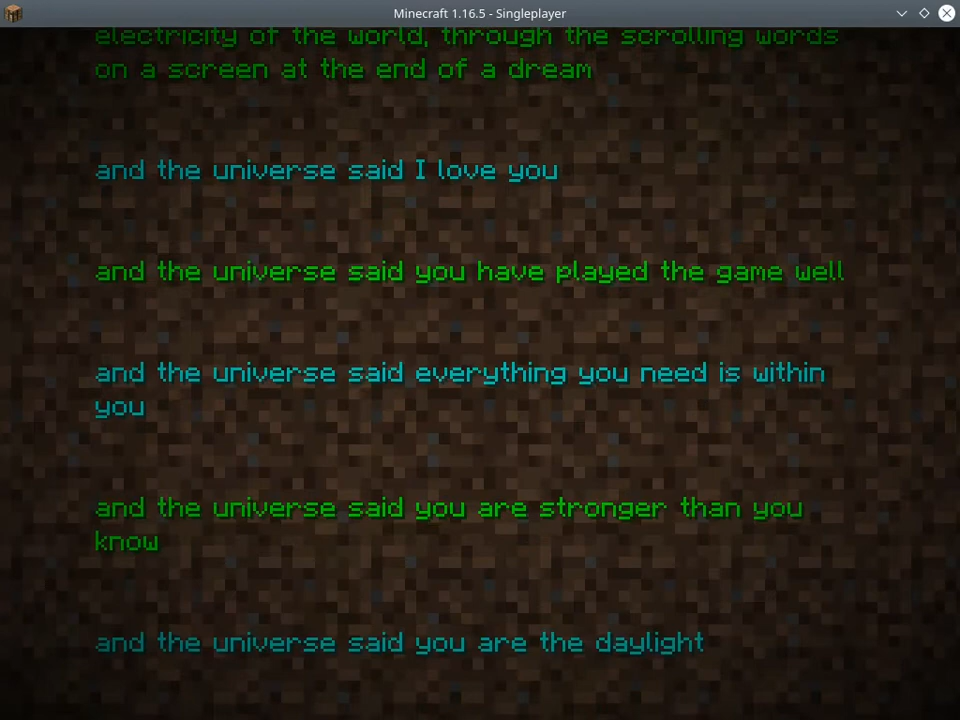 Minecraft 1.16.5 - Singleplayer
electricity of the world, through the scrolling words
on a screen at the end of a dream
and the universe said I love you
and the universe said you have played the game well
and the universe said everything you need is within
you
and the universe said you are stronger than you
know
and the universe said you are the daylight